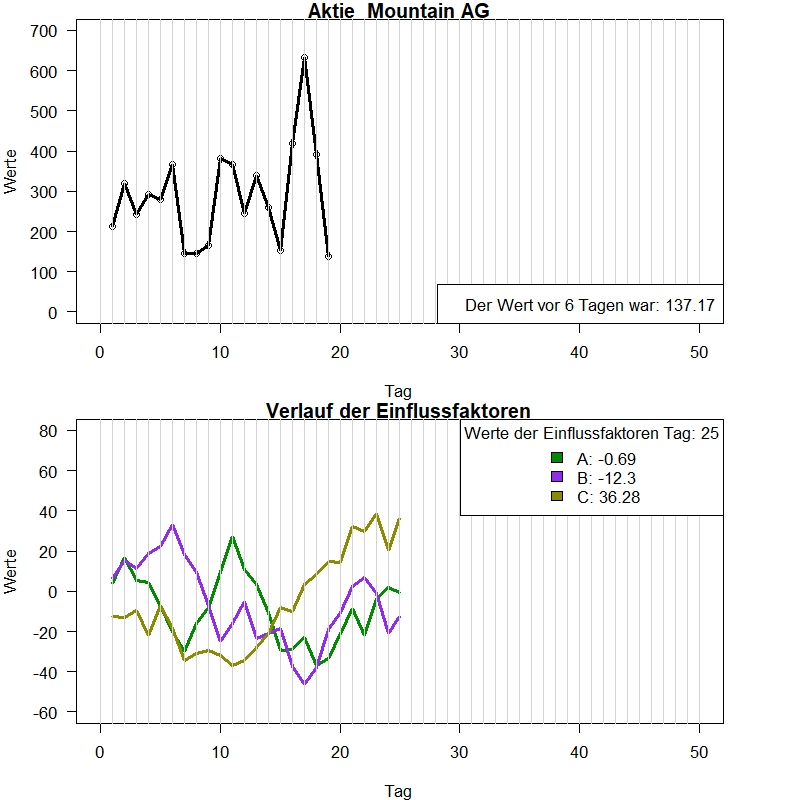 Aktie  Mountain AG
700
600
500
400
300
200
100
0
Werte
Der Wert vor 6 Tagen war: 137.17
0 10 20 30 40 50
Tag
Verlauf der Einflussfaktoren
80
60
40
20
0
-20
-40
-60
Werte
Werte der Einflussfaktoren Tag: 25
A: -0.69
B: -12.3
C: 36.28
0 10 20 30 40 50
Tag